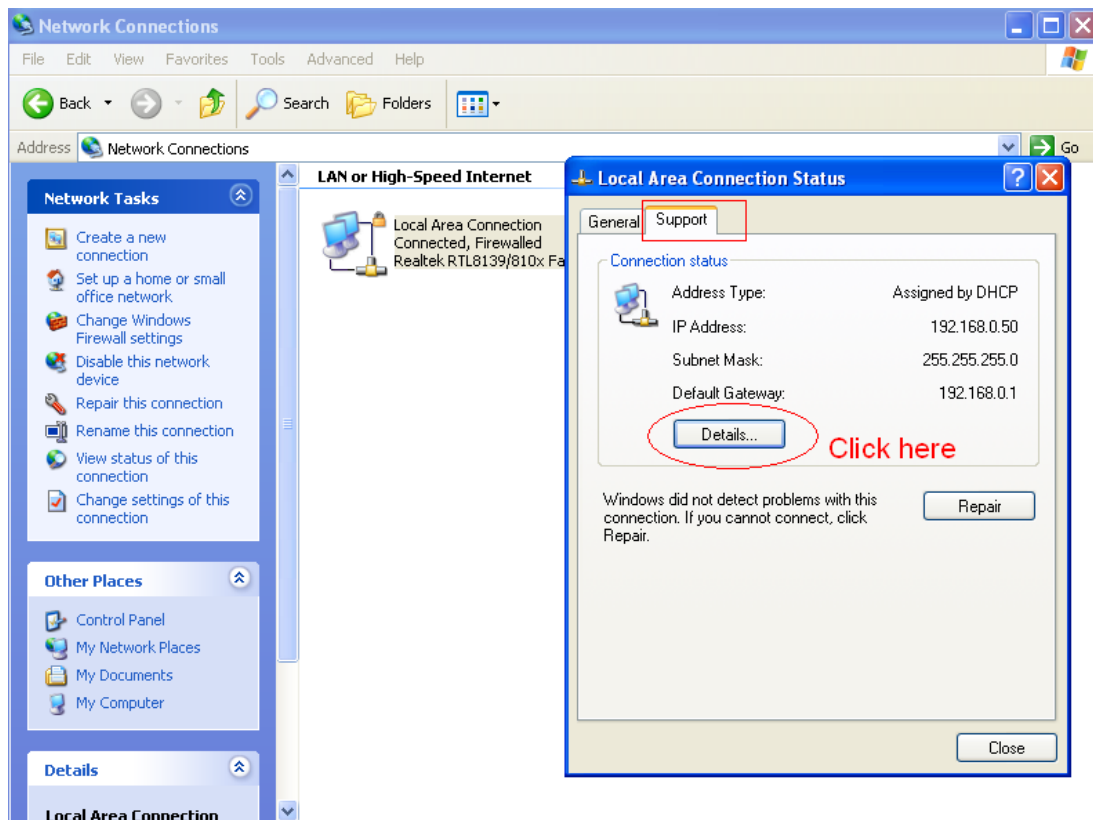 Network Connections
File Edit View Favorites Tools Advanced Help
Back Search Folders
Address Network Connections Go
Network Tasks
Create a new
connection
Set up a home or small
office network
Change Windows
Firewall settings
Disable this network
device
Repair this connection
Rename this connection
View status of this
connection
Change settings of this
connection
Other Places
Control Panel
My Network Places
My Documents
My Computer
Details
Local Area Connection
LAN or High-Speed Internet
Local Area Connection
Connected, Firewalled
Realtek RTL8139/810x Fa
Local Area Connection Status
General Support
Connection status
Address Type: Assigned by DHCP
IP Address: 192.168.0.50
Subnet Mask: 255.255.255.0
Default Gateway: 192.168.0.1
Details... Click here
Windows did not detect problems with this
connection. If you cannot connect, click
Repair.
Repair
Close